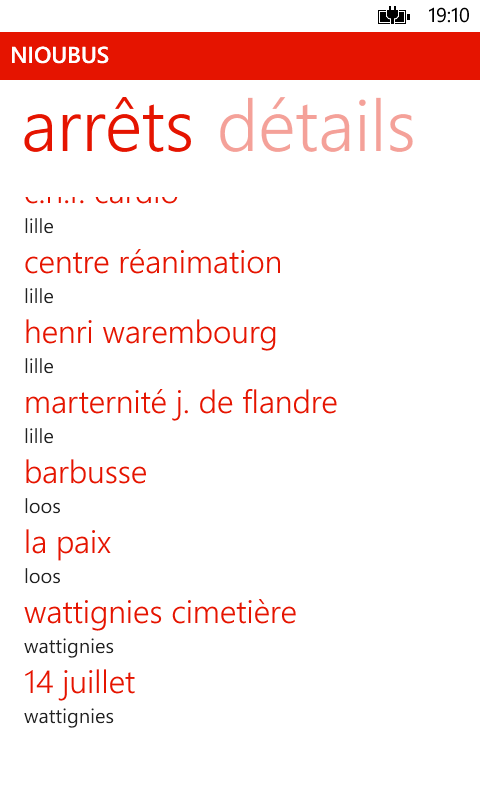 19:10
NIOUBUS
arrêts détails
lille
centre réanimation
lille
henri warembourg
lille
marternité j. de flandre
lille
barbusse
loos
la paix
loos
wattignies cimetière
wattignies
14 juillet
wattignies